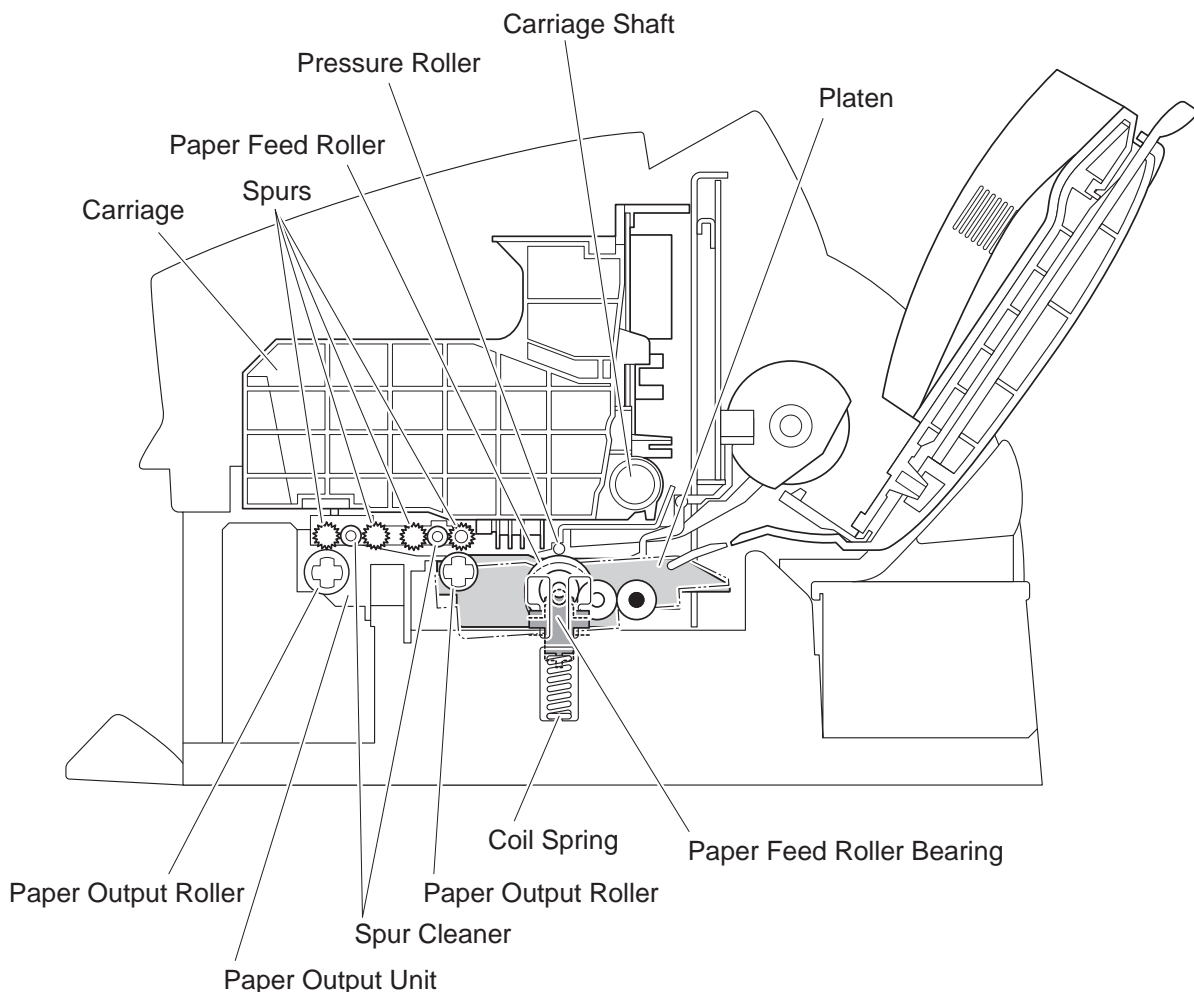 Carriage Shaft
Pressure Roller
Platen
Paper Feed Roller
Spurs
Carriage
Coil Spring
Paper Feed Roller Bearing
Paper Output Roller
Paper Output Roller
Spur Cleaner
Paper Output Unit